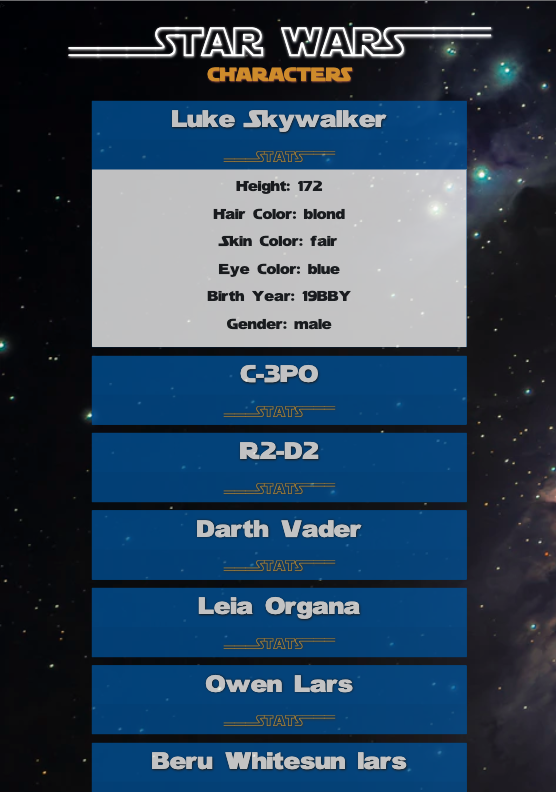 STAR WARS
CHARACTERS
Luke Skywalker
STATS
Height: 172
Hair Color: blond
Skin Color: fair
Eye Color: blue
Birth Year: 19BBY
Gender: male
C-3PO
STATS
R2-D2
STATS
Darth Vader
STATS
Leia Organa
STATS
Owen Lars
STATS
Beru Whitesun lars